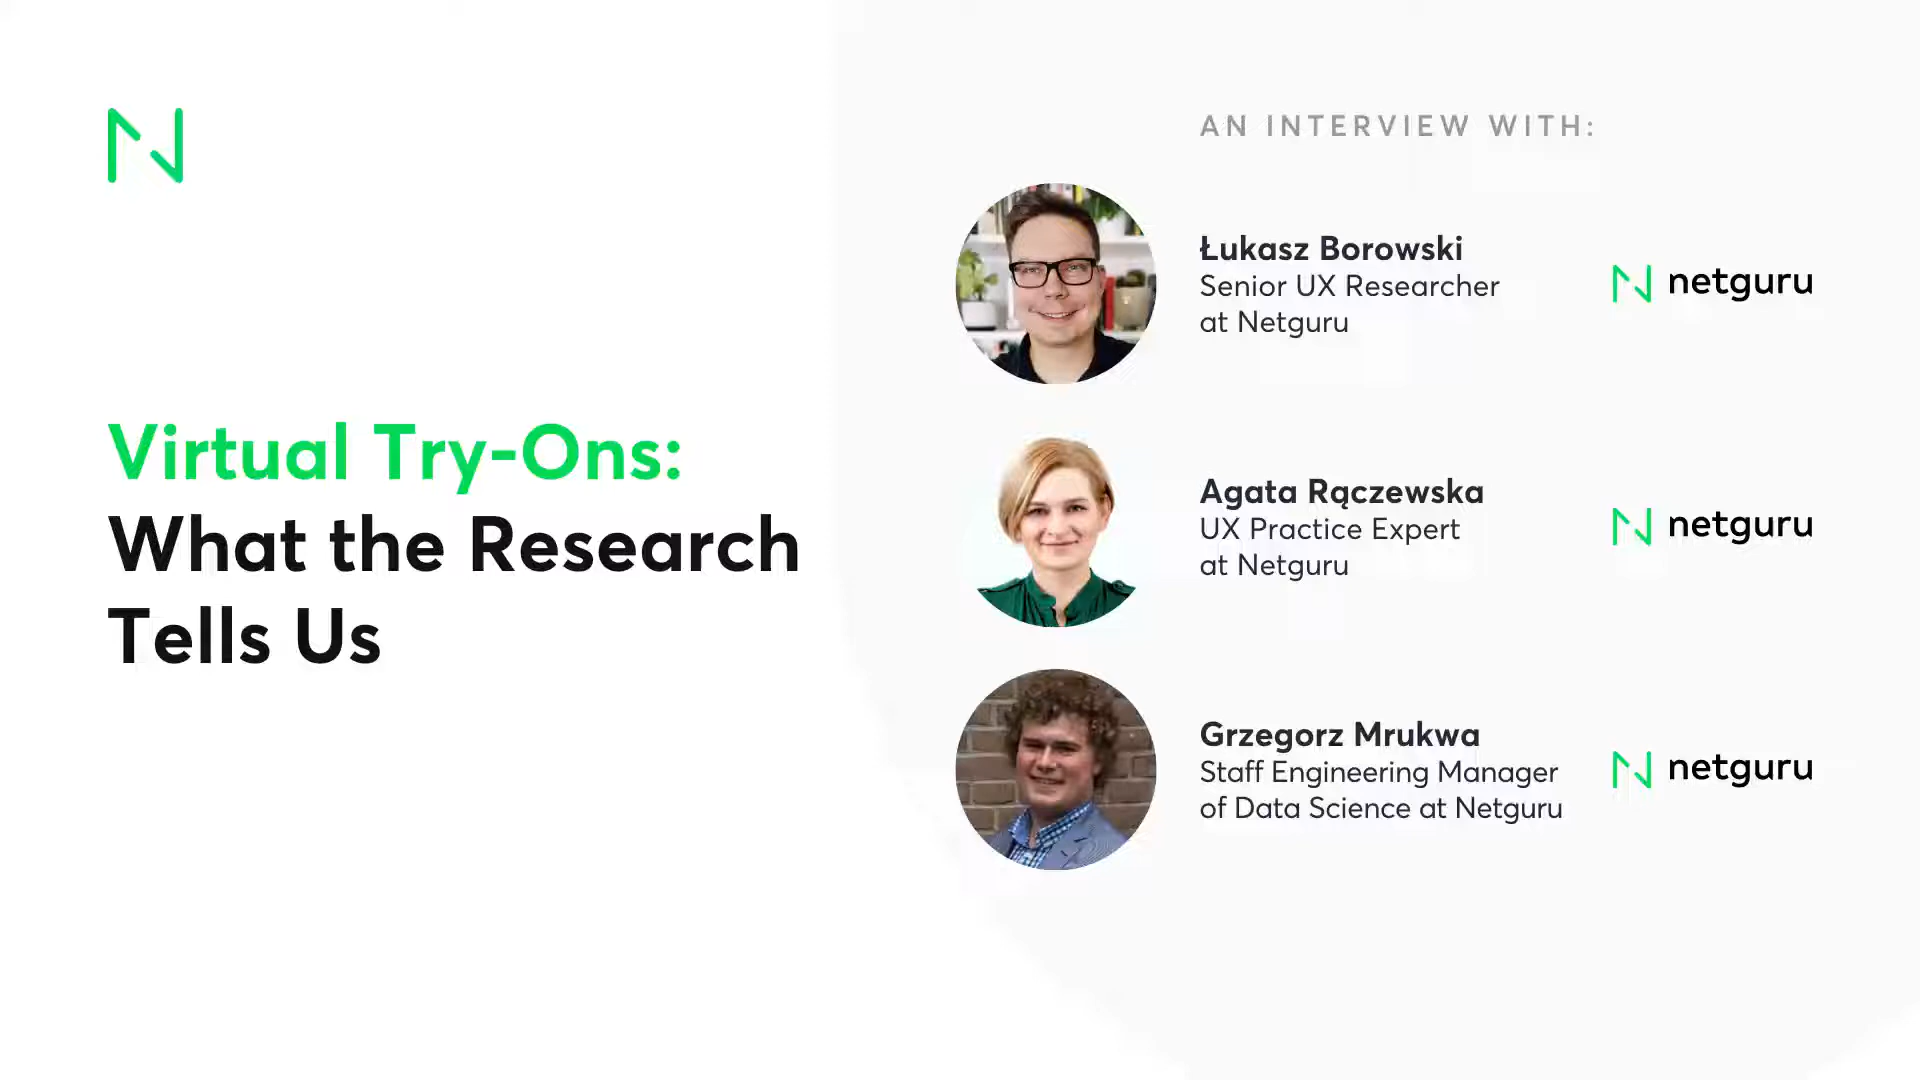 Virtual Try-Ons:
What the Research
Tells Us
AN INTERVIEW WITH:
Łukasz Borowski
Senior UX Researcher
at Netguru
netguru
Agata Rączewska
UX Practice Expert
at Netguru
netguru
Grzegorz Mrukwa
Staff Engineering Manager
of Data Science at Netguru
netguru